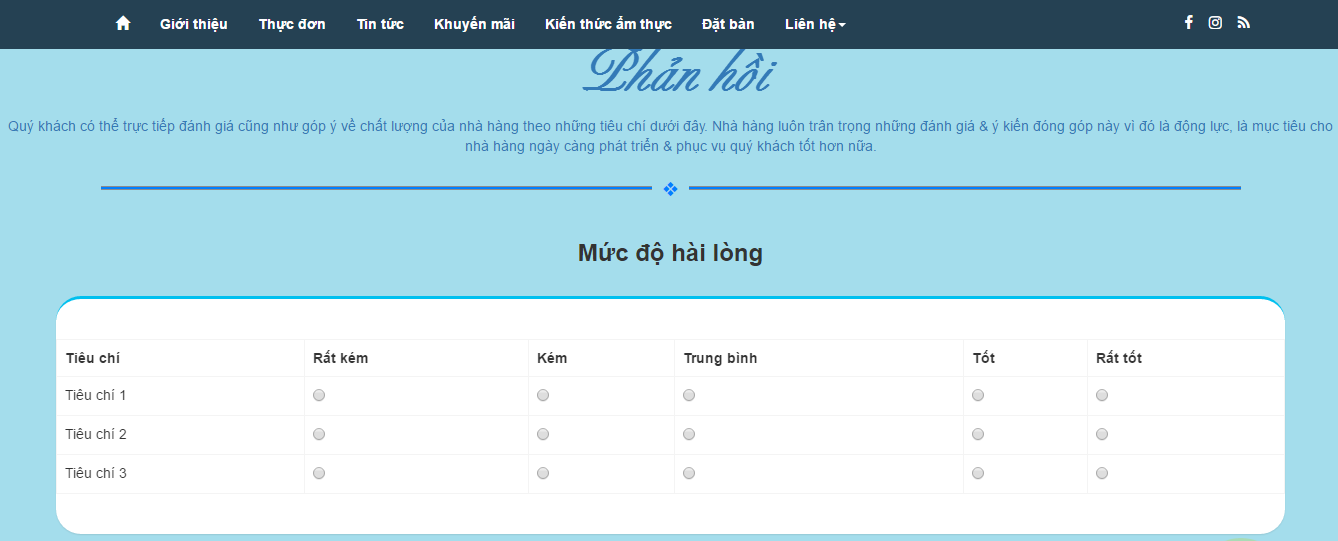 Giới thiệu Thực đơn Tin tức Khuyến mãi Kiến thức ẩm thực Đặt bàn Liên hệ
Phản hồi
Quý khách có thể trực tiếp đánh giá cũng như góp ý về chất lượng của nhà hàng theo những tiêu chí dưới đây. Nhà hàng luôn trân trọng những đánh giá & ý kiến đóng góp này vì đó là động lực, là mục tiêu cho
nhà hàng ngày càng phát triển & phục vụ quý khách tốt hơn nữa.
Mức độ hài lòng
Tiêu chí Rất kém Kém Trung bình Tốt Rất tốt
Tiêu chí 1
Tiêu chí 2
Tiêu chí 3